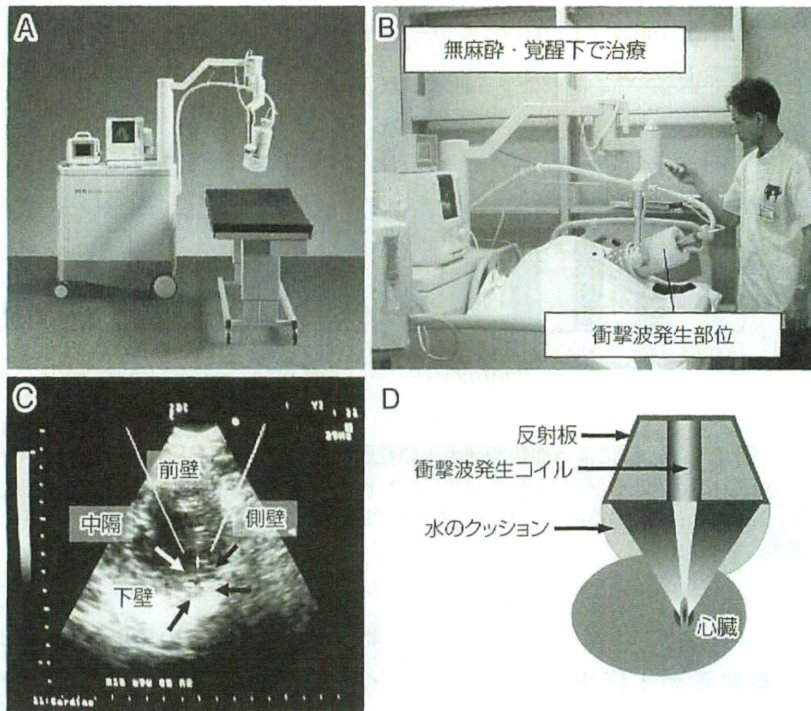 A
B
無麻酔・覚醒下で治療
衝撃波発生部位
C
前壁
中隔
側壁
下壁
11:Cardiac
D
反射板
衝撃波発生コイル
水のクッション
心臓